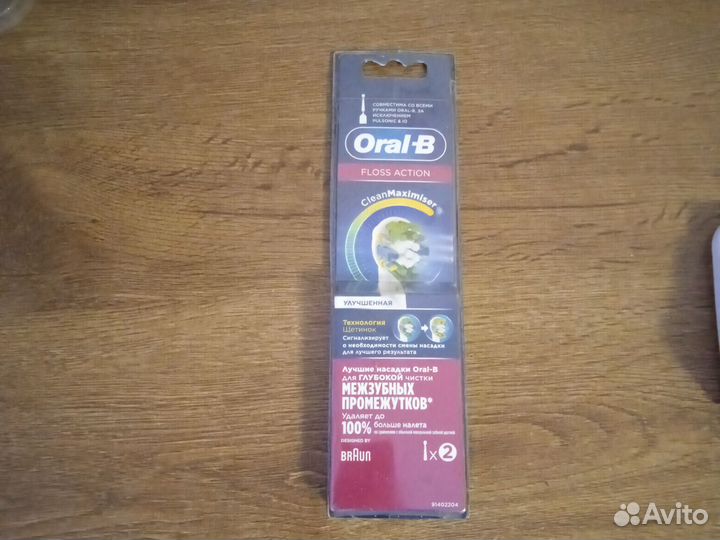 СОВМЕСТИМА СО ВСЕМИ
РУЧКАМИ ORAL-B, ЗА
ИСКЛЮЧЕНИЕМ
PULSONIC & IO
Oral-B
FLOSS ACTION
CleanMaximiser
УЛУЧШЕННАЯ
Технология
Щетинок
Сигнализирует
о необходимости смены насадки
для лучшего результата
Лучшие насадки Oral-B
для ГЛУБОКОЙ чистки
МЕЖЗУБНЫХ
ПРОМЕЖУТКОВ*
Удаляет до
100% больше налета
DESIGNED BY
BRAUN
x2
91402204
Avito